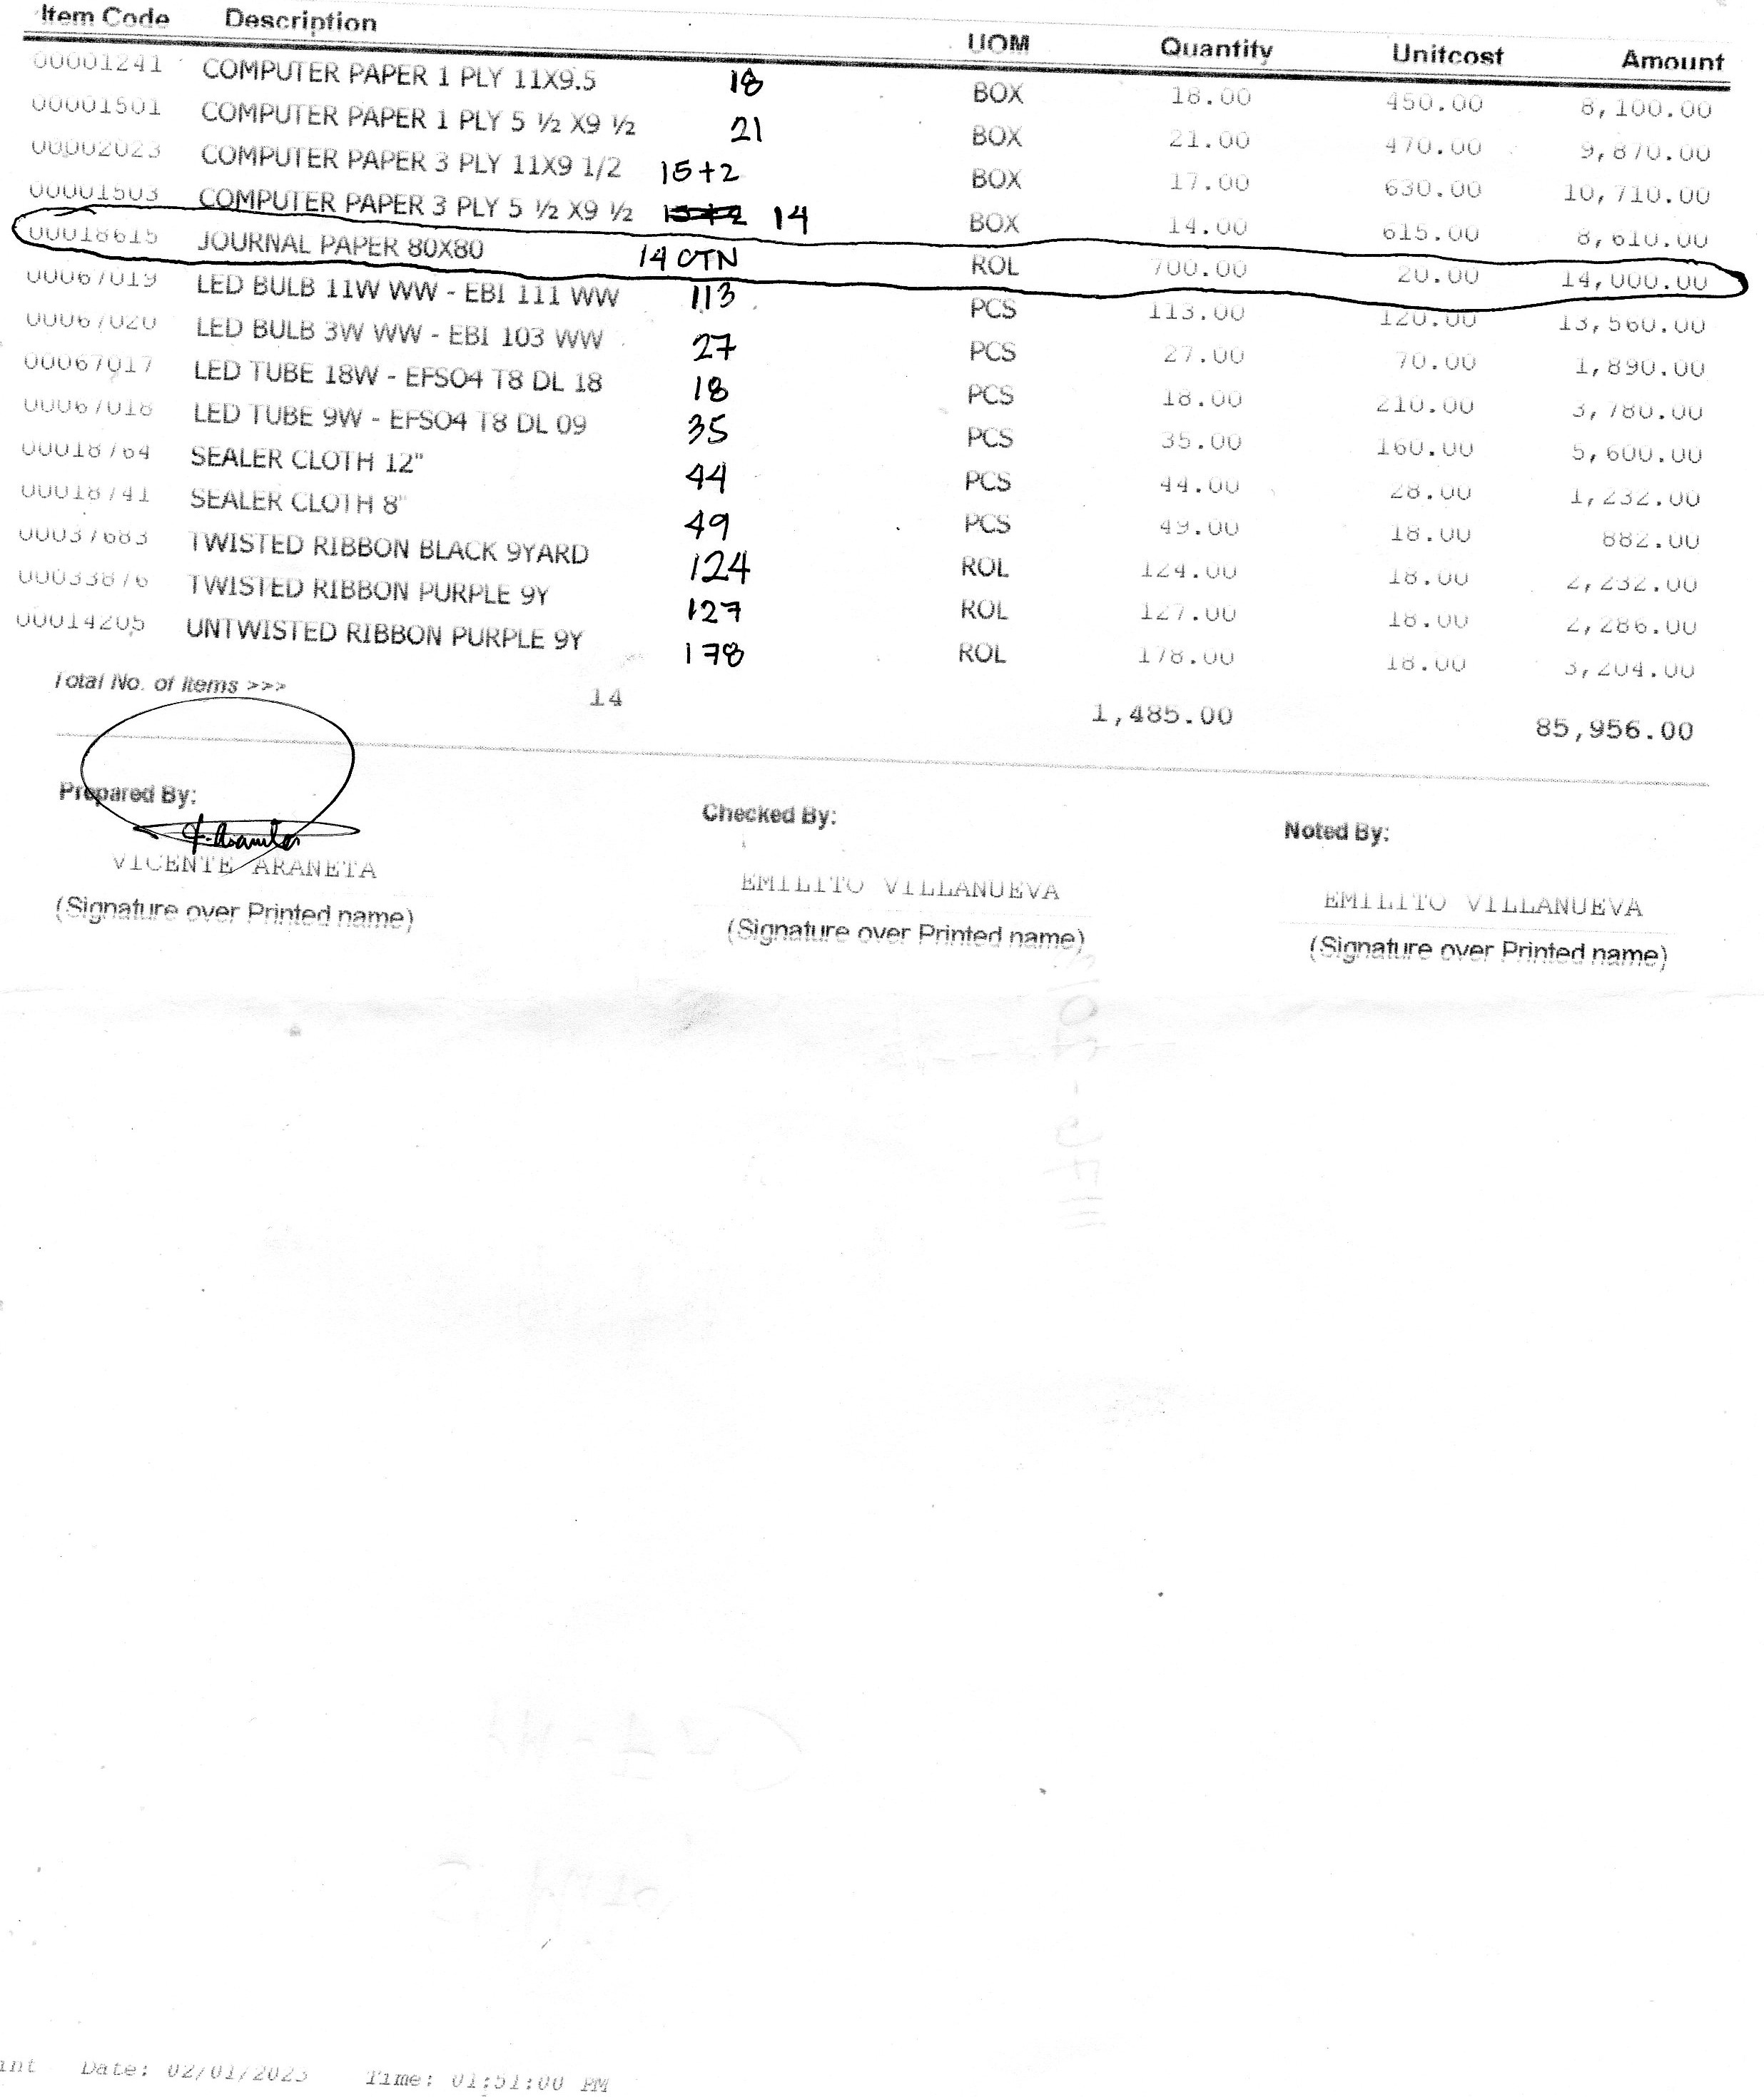 Item Code Description UOM Quantity Unitcost Amount
00001241 COMPUTER PAPER 1 PLY 11X9.5 18 BOX 18.00 450.00 8,100.00
00001501 COMPUTER PAPER 1 PLY 5 ½ X9 ½ 21 BOX 21.00 470.00 9,870.00
00002023 COMPUTER PAPER 3 PLY 11X9 1/2 15+2 BOX 17.00 630.00 10,710.00
00001503 COMPUTER PAPER 3 PLY 5 ½ X9 ½ 15+2 14 BOX 14.00 615.00 8,610.00
00018615 JOURNAL PAPER 80X80 14 CTN ROL 700.00 20.00 14,000.00
00067019 LED BULB 11W WW - EBI 111 WW 113 PCS 113.00 120.00 13,560.00
00067020 LED BULB 3W WW - EBI 103 WW 27 PCS 27.00 70.00 1,890.00
00067017 LED TUBE 18W - EFSO4 T8 DL 18 18 PCS 18.00 210.00 3,780.00
00067018 LED TUBE 9W - EFSO4 T8 DL 09 35 PCS 35.00 160.00 5,600.00
00018764 SEALER CLOTH 12" 44 PCS 44.00 28.00 1,232.00
00018741 SEALER CLOTH 8" 49 PCS 49.00 18.00 882.00
00037683 TWISTED RIBBON BLACK 9YARD 124 ROL 124.00 18.00 2,232.00
00033876 TWISTED RIBBON PURPLE 9Y 127 ROL 127.00 18.00 2,286.00
00014205 UNTWISTED RIBBON PURPLE 9Y 178 ROL 178.00 18.00 3,204.00
Total No. of Items >>> 14 1,485.00 85,956.00
Prepared By: Checked By: Noted By:
VICENTE ARANETA EMILITO VILLANUEVA EMILITO VILLANUEVA
(Signature over Printed name) (Signature over Printed name) (Signature over Printed name)
int Date: 02/01/2023 Time: 01:51:00 PM